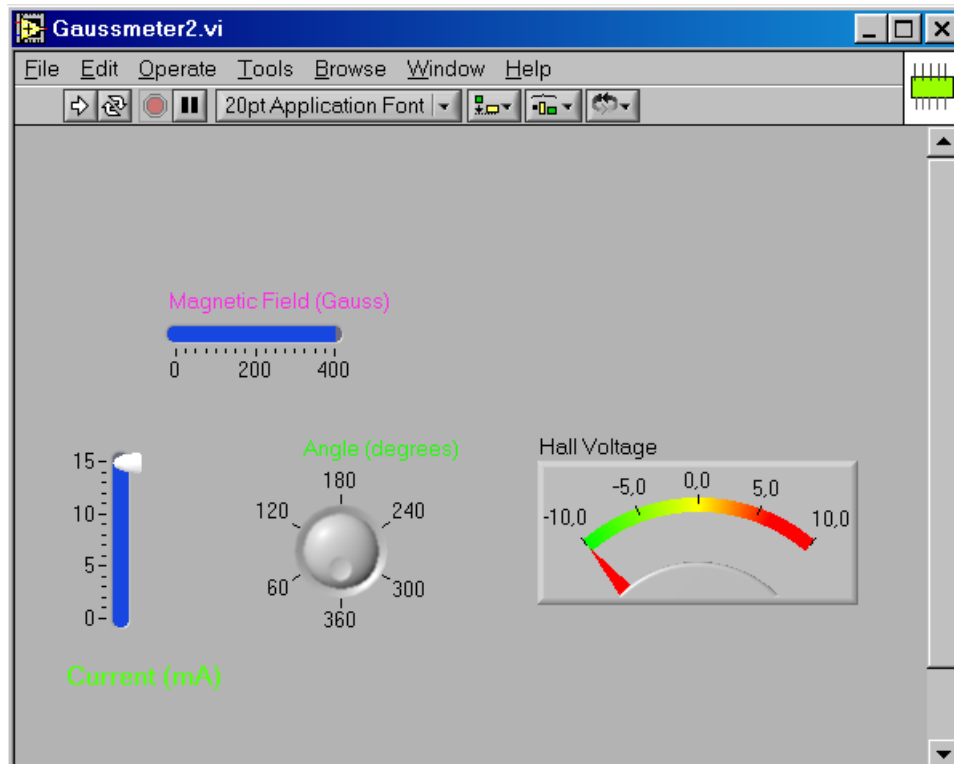 Gaussmeter2.vi
File Edit Operate Tools Browse Window Help
20pt Application Font
Magnetic Field (Gauss)
0 200 400
Angle (degrees)
180
120 240
60 300
360
15
10
5
0
Current (mA)
Hall Voltage
-10,0 -5,0 0,0 5,0 10,0